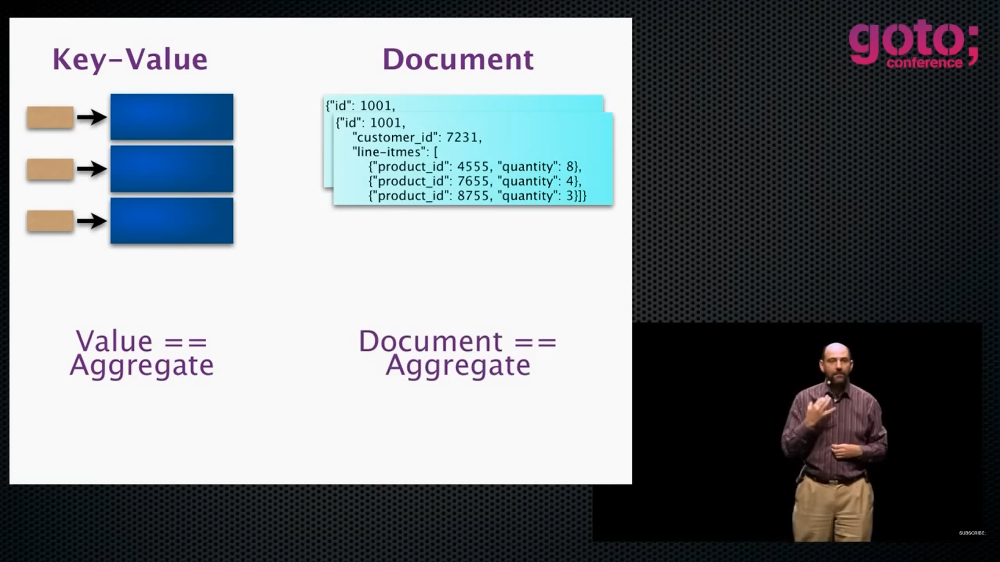 Key-Value
Document
{"id": 1001,
{"id": 1001,
"customer_id": 7231,
"line-itmes": [
{"product_id": 4555, "quantity": 8},
{"product_id": 7655, "quantity": 4},
{"product_id": 8755, "quantity": 3}]}
Value ==
Aggregate
Document ==
Aggregate
goto;
conference
SUBSCRIBE;